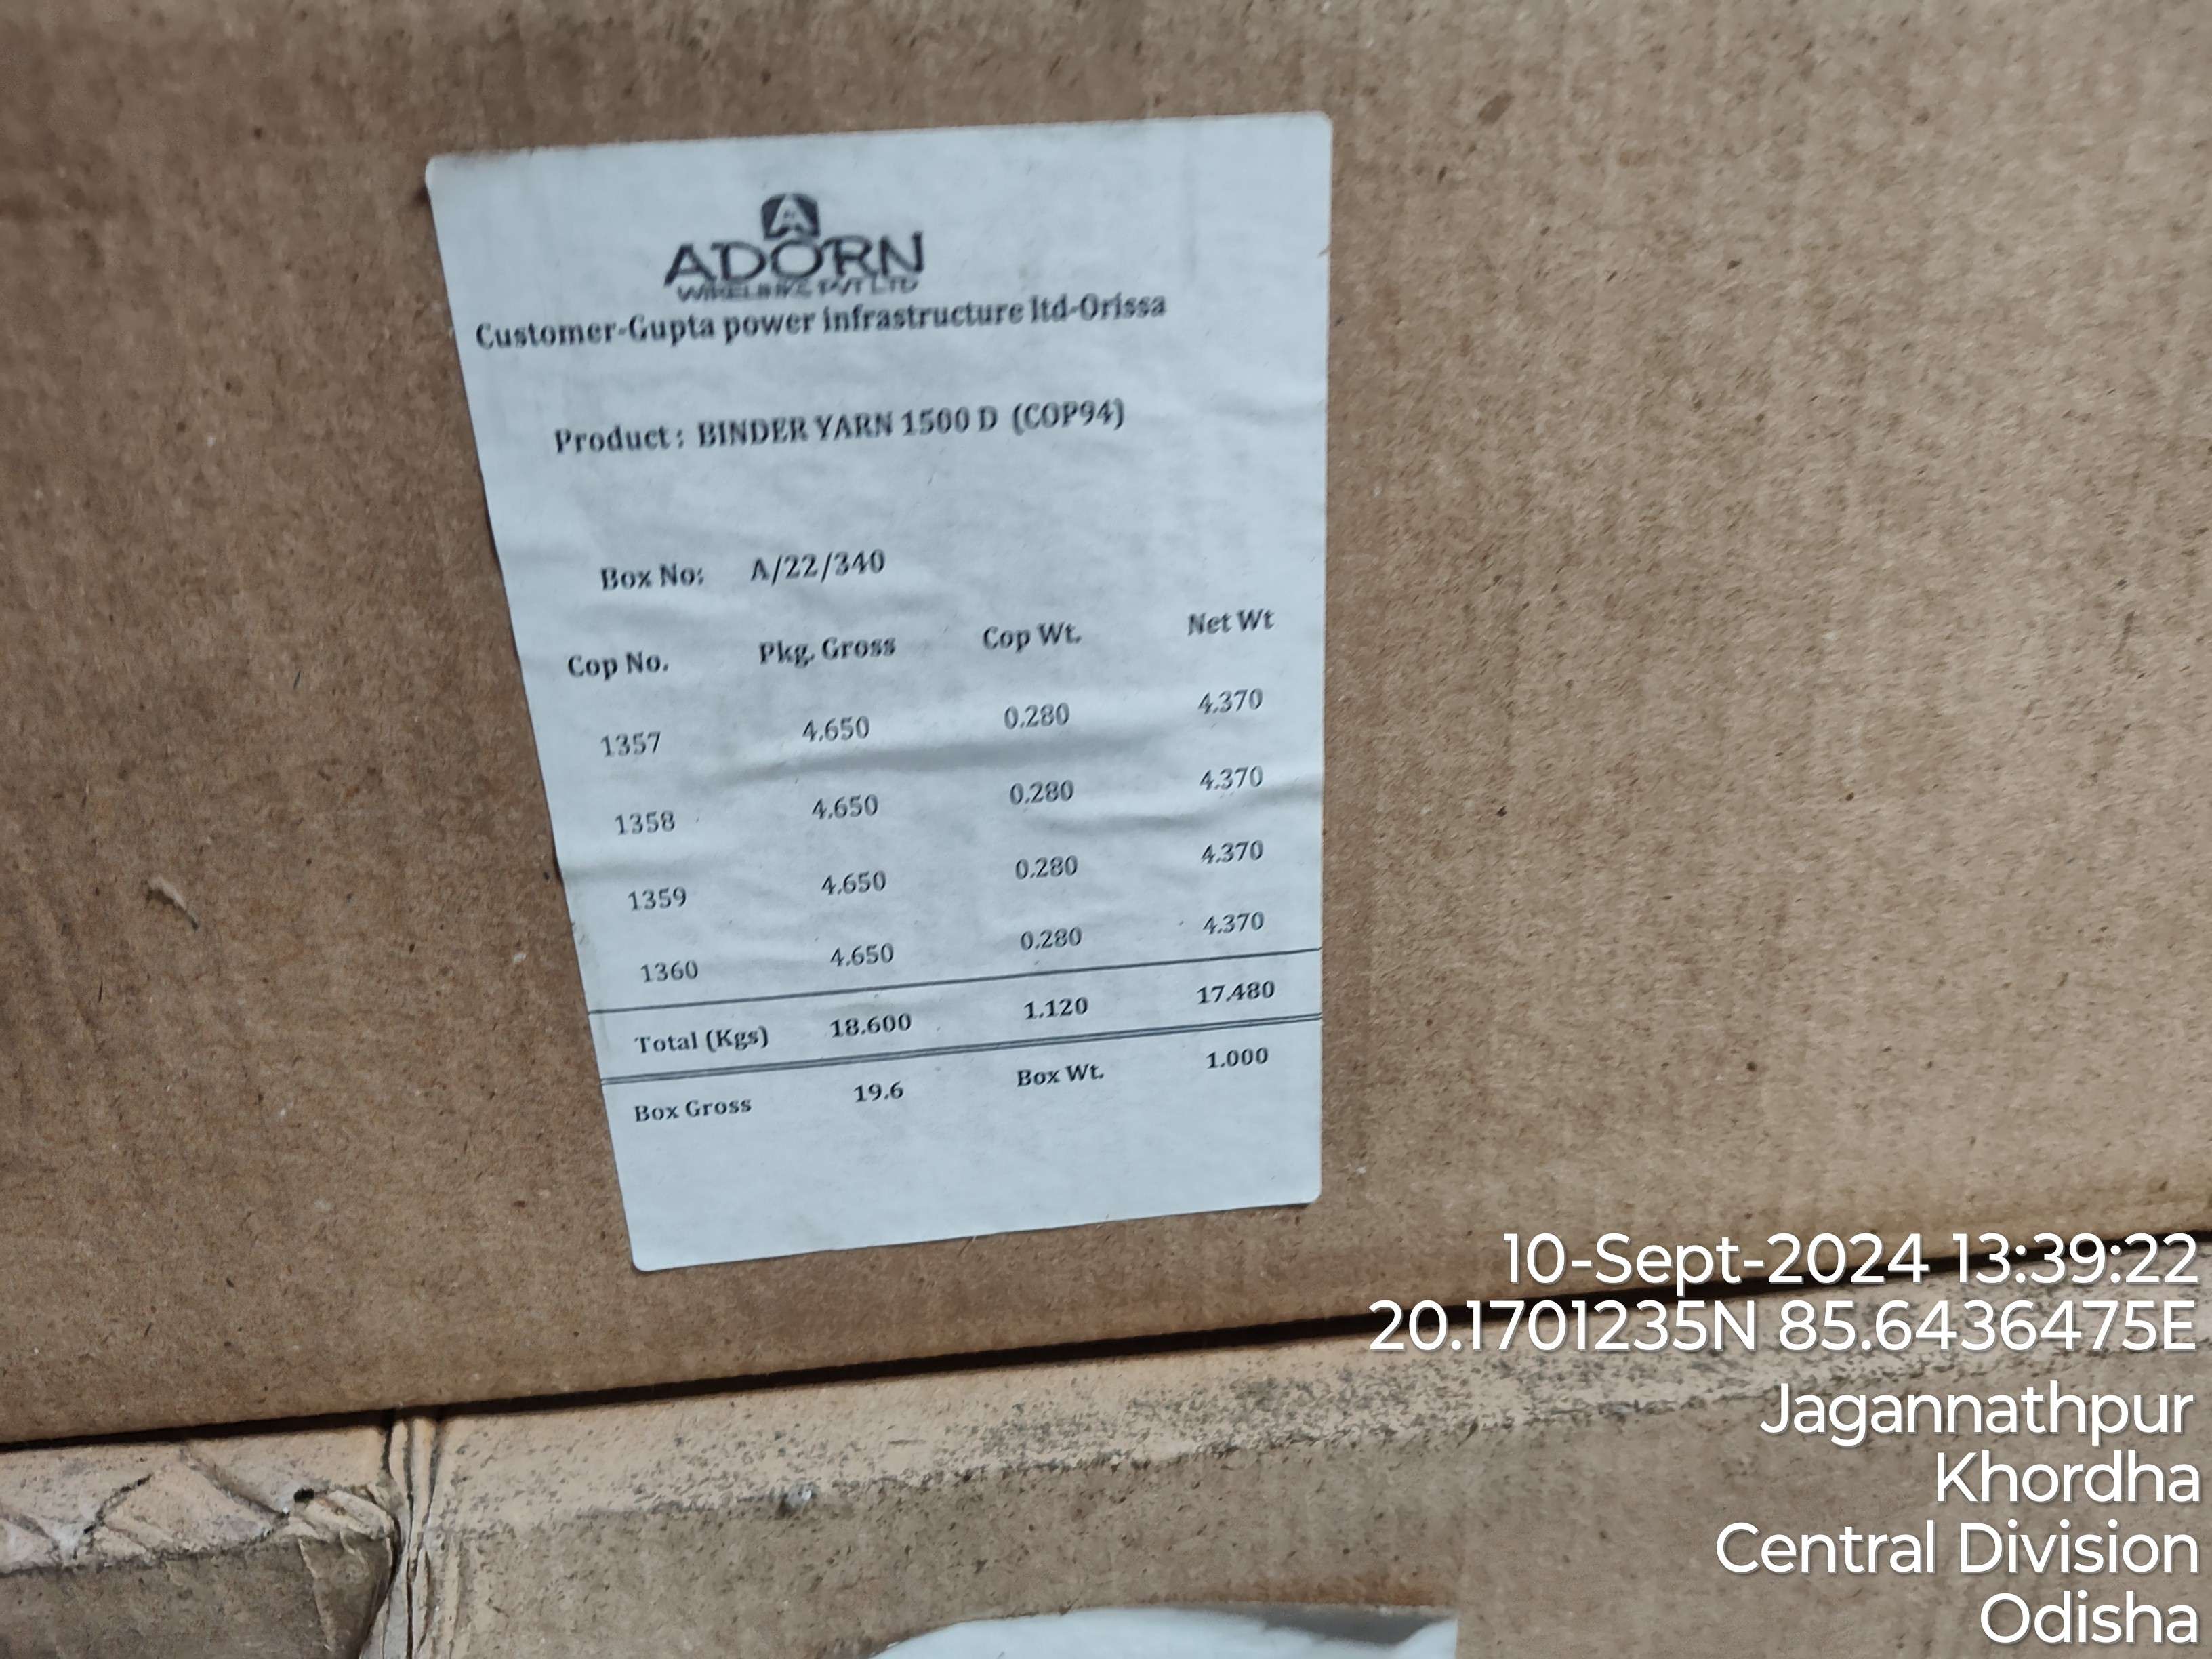 A
ADORN
WIRELINKZ PVT LTD
Customer-Gupta power infrastructure ltd-Orissa
Product : BINDER YARN 1500 D (COP94)
Box No: A/22/340
Cop No. Pkg. Gross Cop Wt. Net Wt
1357 4.650 0.280 4.370
1358 4.650 0.280 4.370
1359 4.650 0.280 4.370
1360 4.650 0.280 4.370
Total (Kgs) 18.600 1.120 17.480
Box Gross 19.6 Box Wt. 1.000
10-Sept-2024 13:39:22
20.1701235N 85.6436475E
Jagannathpur
Khordha
Central Division
Odisha